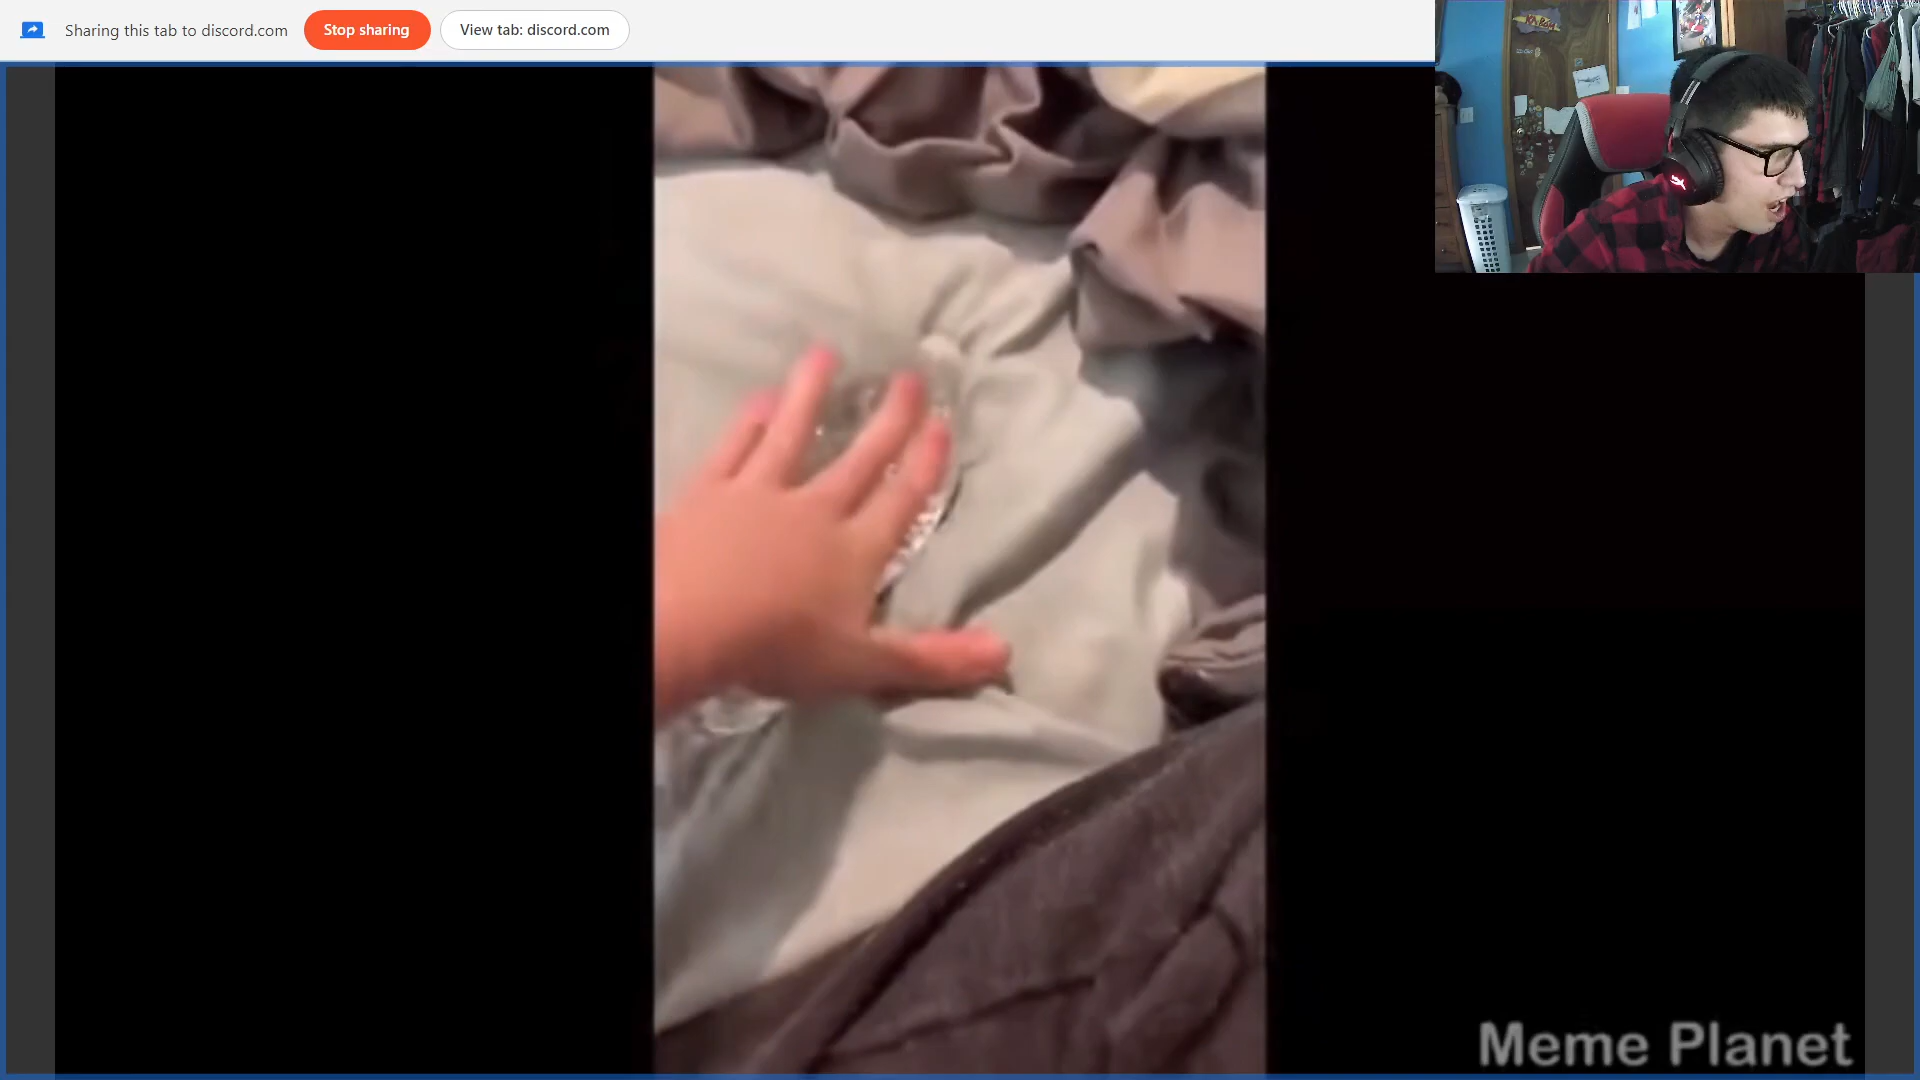 Sharing this tab to discord.com
Stop sharing
View tab: discord.com
Meme Planet